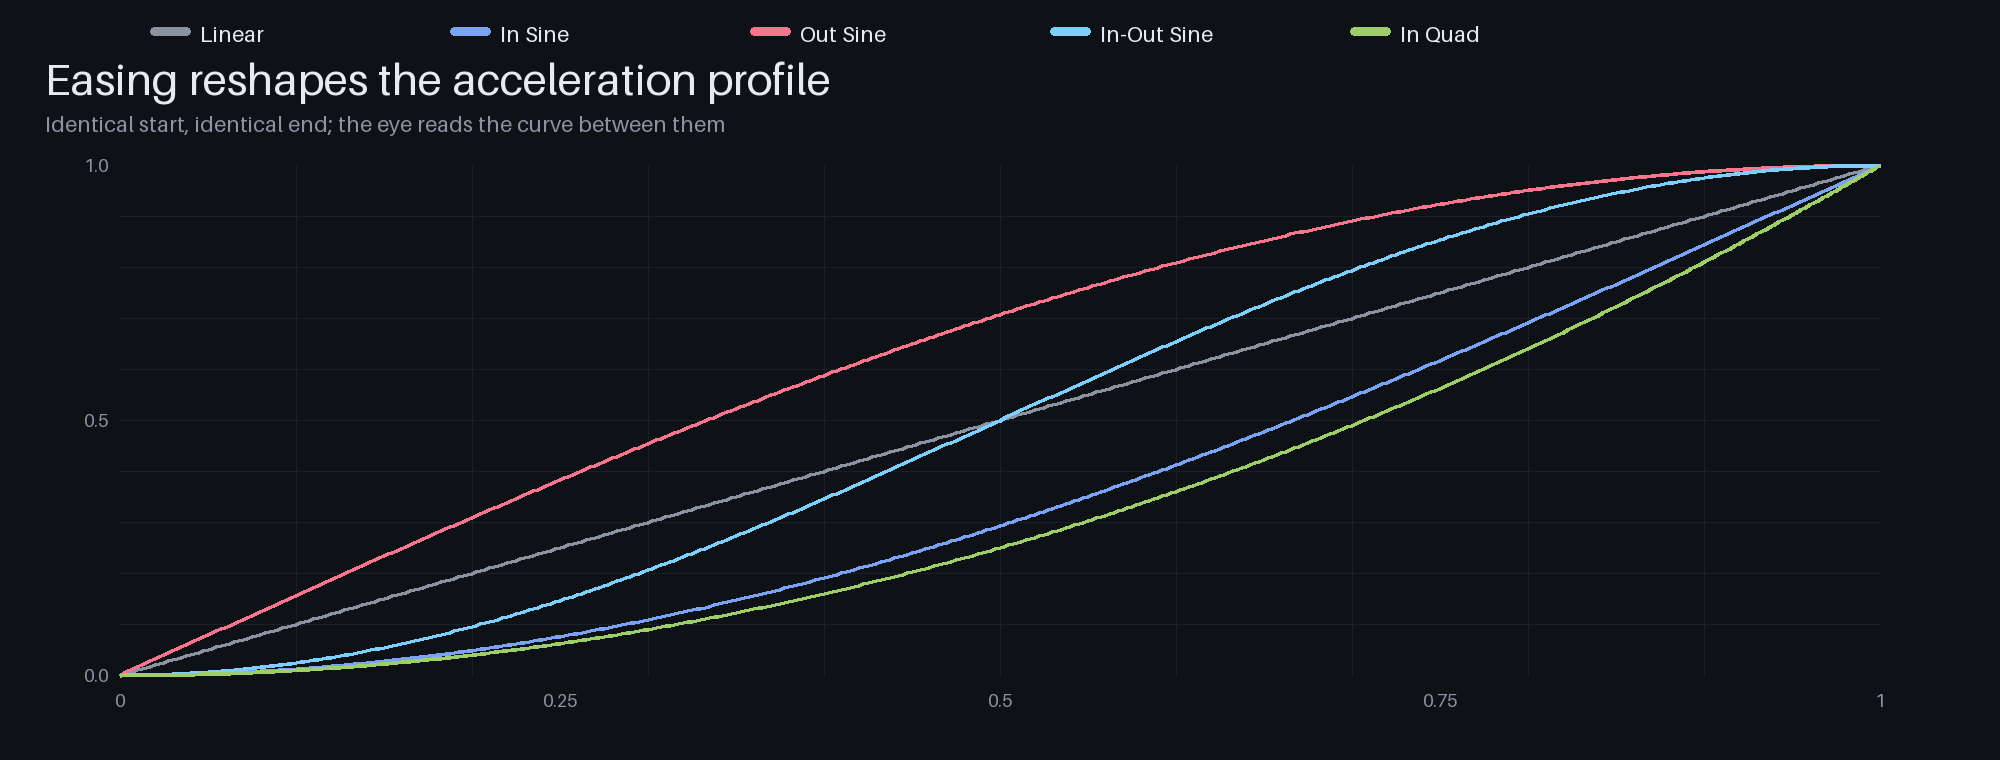 Linear In Sine Out Sine In-Out Sine In Quad
Easing reshapes the acceleration profile
Identical start, identical end; the eye reads the curve between them
1.0
0.5
0.0
0 0.25 0.5 0.75 1